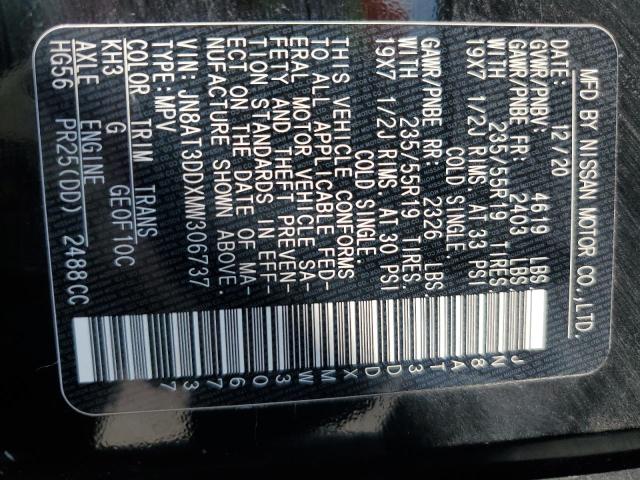 MFD BY NISSAN MOTOR CO.,LTD.
DATE: 12/20
GVWR/PNBV: 4619 LBS
GAWR/PNBE FR: 2403 LBS
WITH 235/55R19 TIRES
19X7 1/2J RIMS. AT 33 PSI
COLD SINGLE.
GAWR/PNBE RR: 2326 LBS.
WITH 235/55R19 TIRES.
19X7 1/2J RIMS. AT 30 PSI
COLD SINGLE.
THIS VEHICLE CONFORMS
TO ALL APPLICABLE FED-
ERAL MOTOR VEHICLE SA-
FETY AND THEFT PREVEN-
TION STANDARDS IN EFF-
ECT ON THE DATE OF MA-
NUFACTURE SHOWN ABOVE.
VIN: JN8AT3DDXMW306737
TYPE: MPV
COLOR TRIM TRANS
KH3 G GEOF10C
AXLE ENGINE
HG56 PR25(DD) 2488CC
JN8AT3DDXMW306737